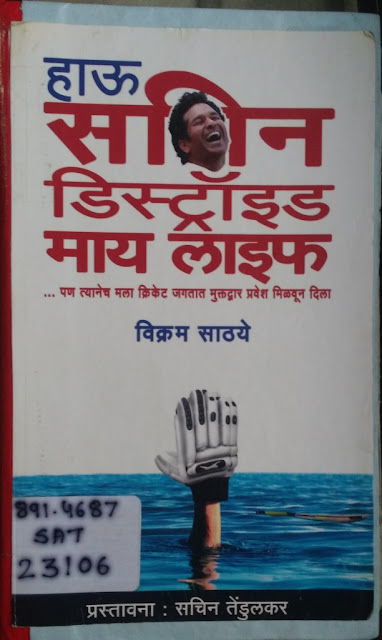 हाऊ
सचिन
डिस्ट्रॉइड
माय लाइफ
... पण त्यानेच मला क्रिकेट जगतात मुक्तद्वार प्रवेश मिळवून दिला
विक्रम साठये
891.4687
SAT
23106
प्रस्तावना : सचिन तेंडुलकर